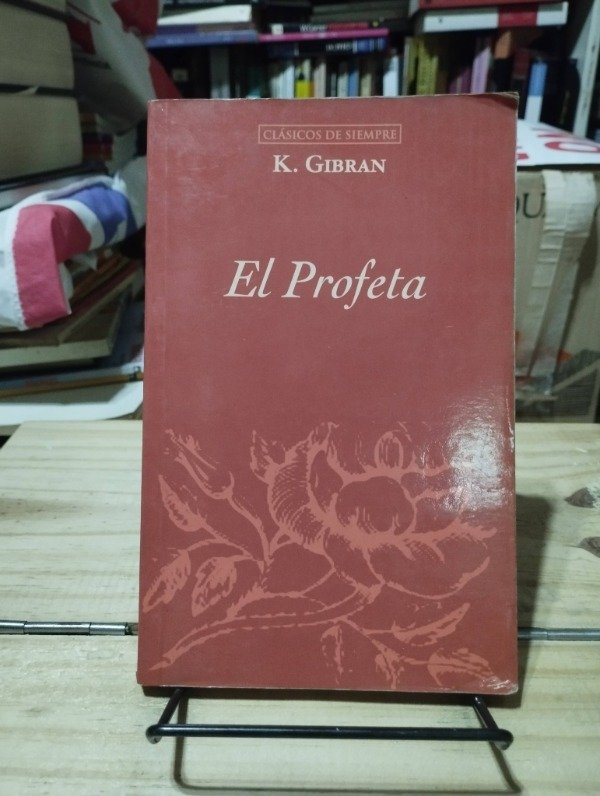 CLÁSICOS DE SIEMPRE
K. GIBRAN
El Profeta